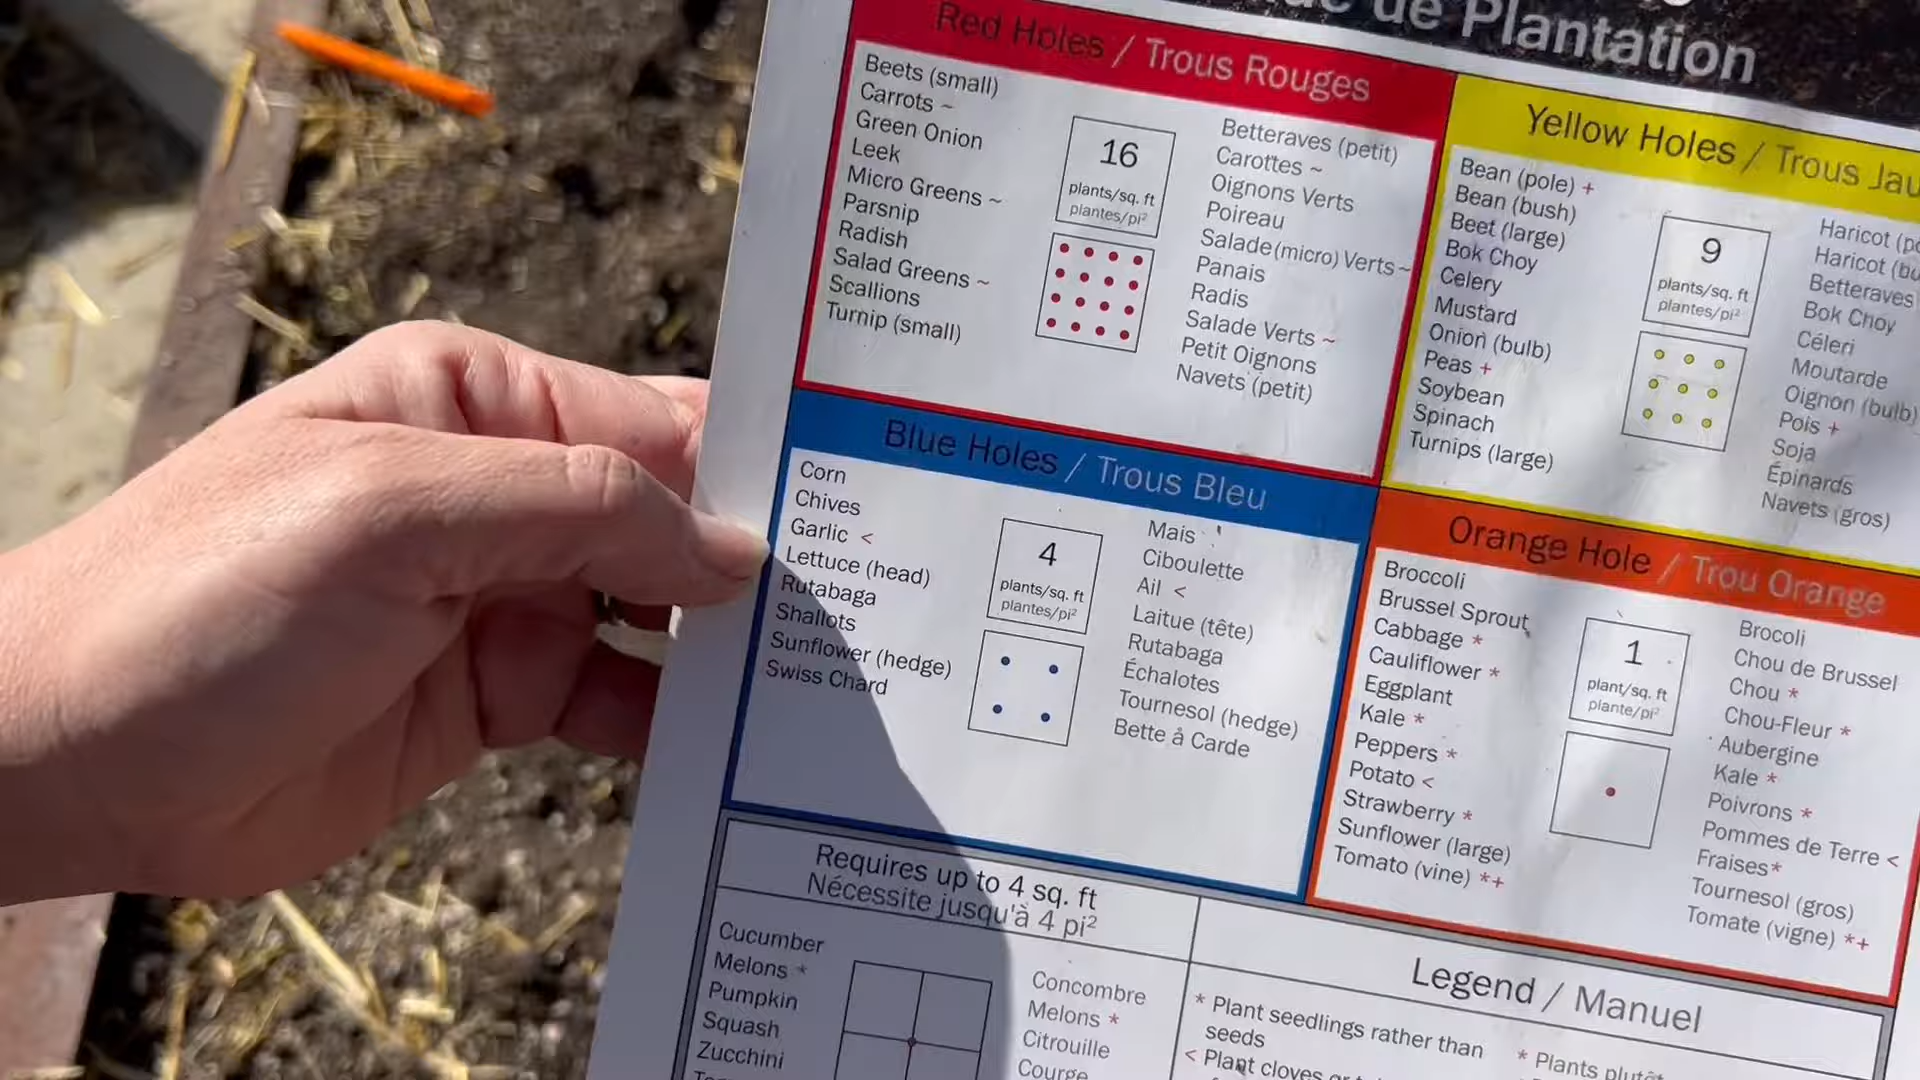 de Plantation
Red Holes / Trous Rouges
Beets (small)
Carrots ~
Green Onion
Leek
Micro Greens ~
Parsnip
Radish
Salad Greens ~
Scallions
Turnip (small)
16
plants/sq. ft
plantes/pi²
Betteraves (petit)
Carottes ~
Oignons Verts
Poireau
Salade(micro) Verts~
Panais
Radis
Salade Verts ~
Petit Oignons
Navets (petit)
Yellow Holes / Trous
Bean (pole) +
Bean (bush)
Beet (large)
Bok Choy
Celery
Mustard
Onion (bulb)
Peas +
Soybean
Spinach
Turnips (large)
9
plants/sq. ft
plantes/pi²
Haricot
Haricot
Betteraves
Bok Choy
Céleri
Moutarde
Oignon (bulb)
Pois +
Soja
Épinards
Navets (gros)
Blue Holes / Trous Bleu
Corn
Chives
Garlic <
Lettuce (head)
Rutabaga
Shallots
Sunflower (hedge)
Swiss Chard
4
plants/sq. ft
plantes/pi²
Mais
Ciboulette
Ail <
Laitue (tête)
Rutabaga
Échalotes
Tournesol (hedge)
Bette à Carde
Orange Hole / Trou Orange
Broccoli
Brussel Sprout
Cabbage *
Cauliflower *
Eggplant
Kale *
Peppers *
Potato <
Strawberry *
Sunflower (large)
Tomato (vine) *+
1
plant/sq. ft
plante/pi²
Brocoli
Chou de Brussel
Chou *
Chou-Fleur *
Aubergine
Kale *
Poivrons *
Pommes de Terre <
Fraises*
Tournesol (gros)
Tomate (vigne) *+
Requires up to 4 sq. ft
Nécessite jusqu'à 4 pi²
Cucumber
Melons *
Pumpkin
Squash
Zucchini
Concombre
Melons *
Citrouille
Courge
Legend / Manuel
* Plant seedlings rather than
seeds
< Plant cloves
* Plants plutôt